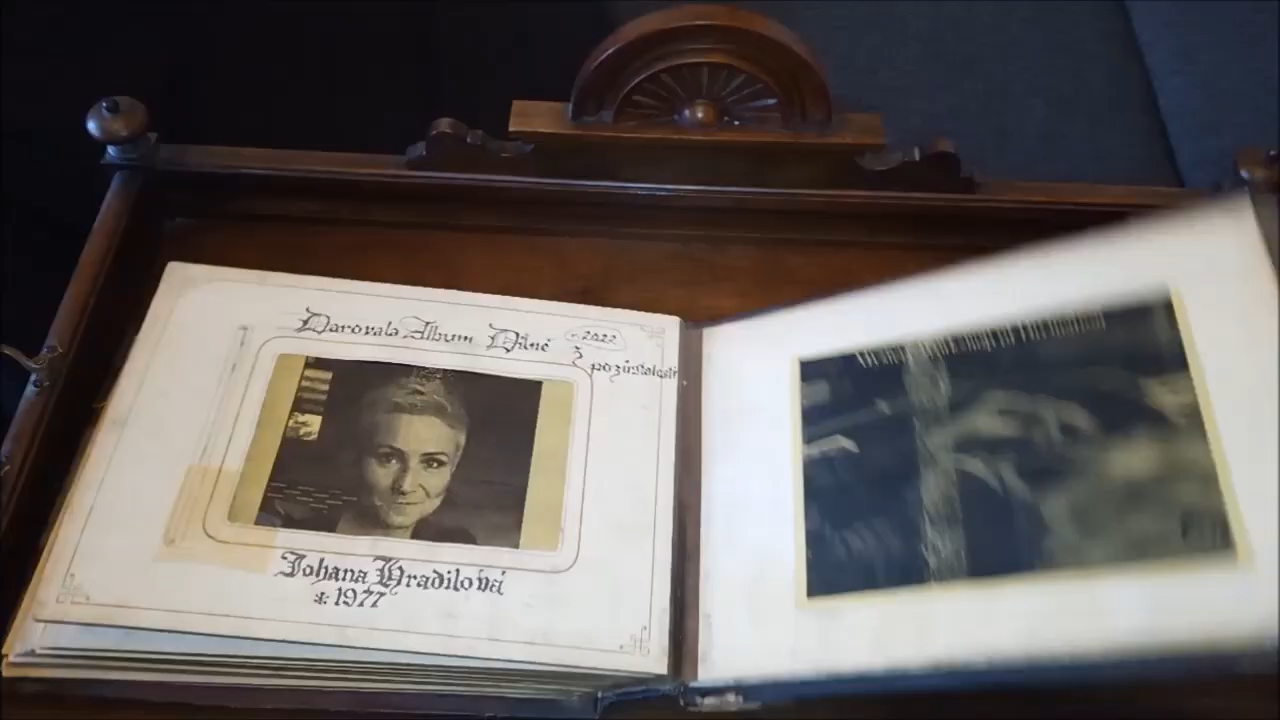 Darovala Album Dílně
2022
z pozůstalosti
Johana Hradilová
* 1977